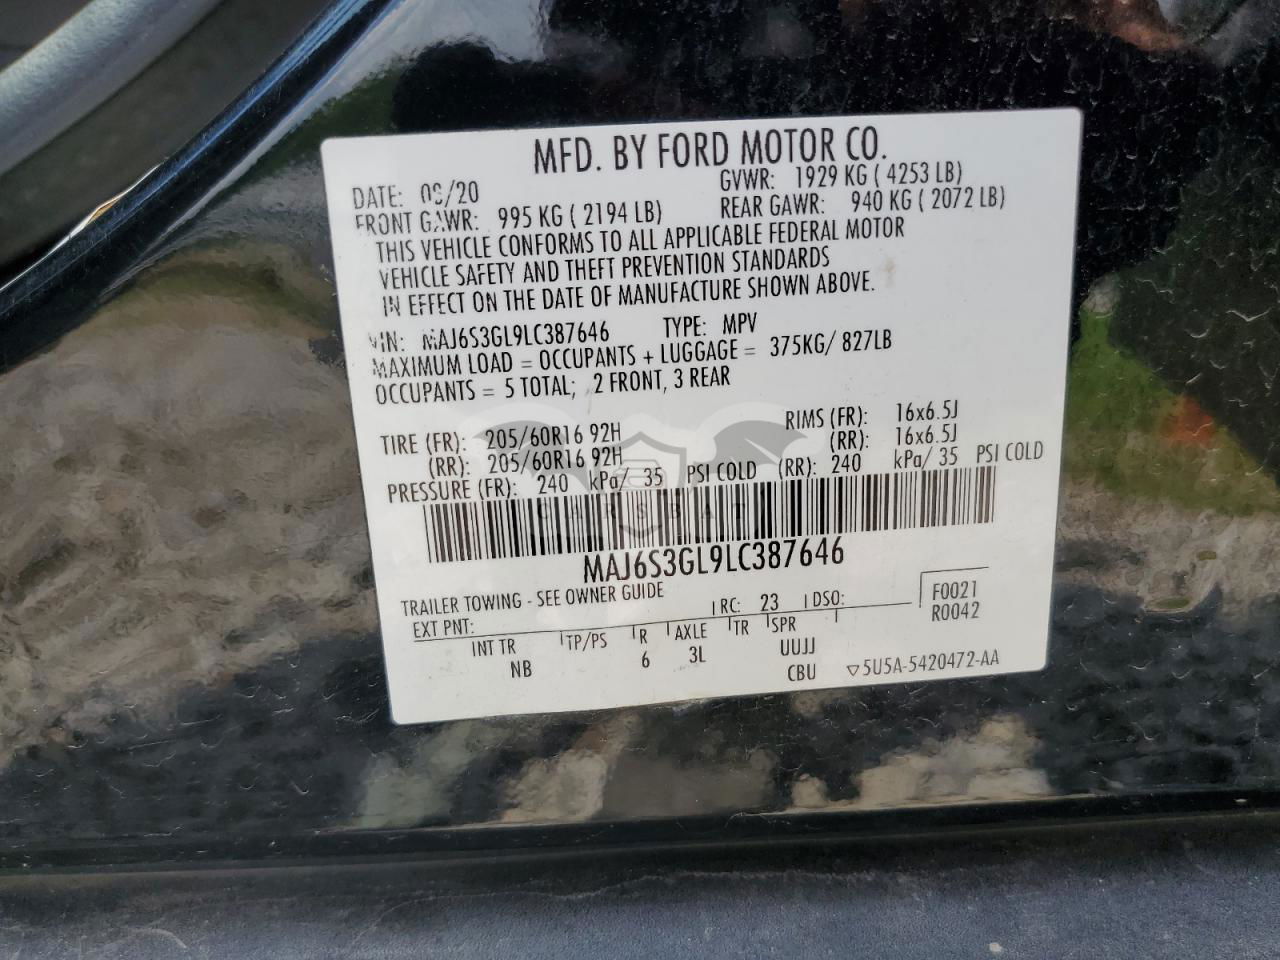 MFD. BY FORD MOTOR CO.
DATE: 08/20 GVWR: 1929 KG ( 4253 LB)
FRONT GAWR: 995 KG ( 2194 LB) REAR GAWR: 940 KG ( 2072 LB)
THIS VEHICLE CONFORMS TO ALL APPLICABLE FEDERAL MOTOR
VEHICLE SAFETY AND THEFT PREVENTION STANDARDS
IN EFFECT ON THE DATE OF MANUFACTURE SHOWN ABOVE.
VIN: MAJ6S3GL9LC387646 TYPE: MPV
MAXIMUM LOAD = OCCUPANTS + LUGGAGE = 375KG/ 827LB
OCCUPANTS = 5 TOTAL; 2 FRONT, 3 REAR
TIRE (FR): 205/60R16 92H RIMS (FR): 16x6.5J
(RR): 205/60R16 92H (RR): 16x6.5J
PRESSURE (FR): 240 kPa/ 35 PSI COLD (RR): 240 kPa/ 35 PSI COLD
CARSBAT
MAJ6S3GL9LC387646
TRAILER TOWING - SEE OWNER GUIDE
EXT PNT: RC: 23 DSO: F0021
R0042
INT TR TP/PS R AXLE TR SPR
NB 6 3L UUJJ
CBU ▽5U5A-5420472-AA